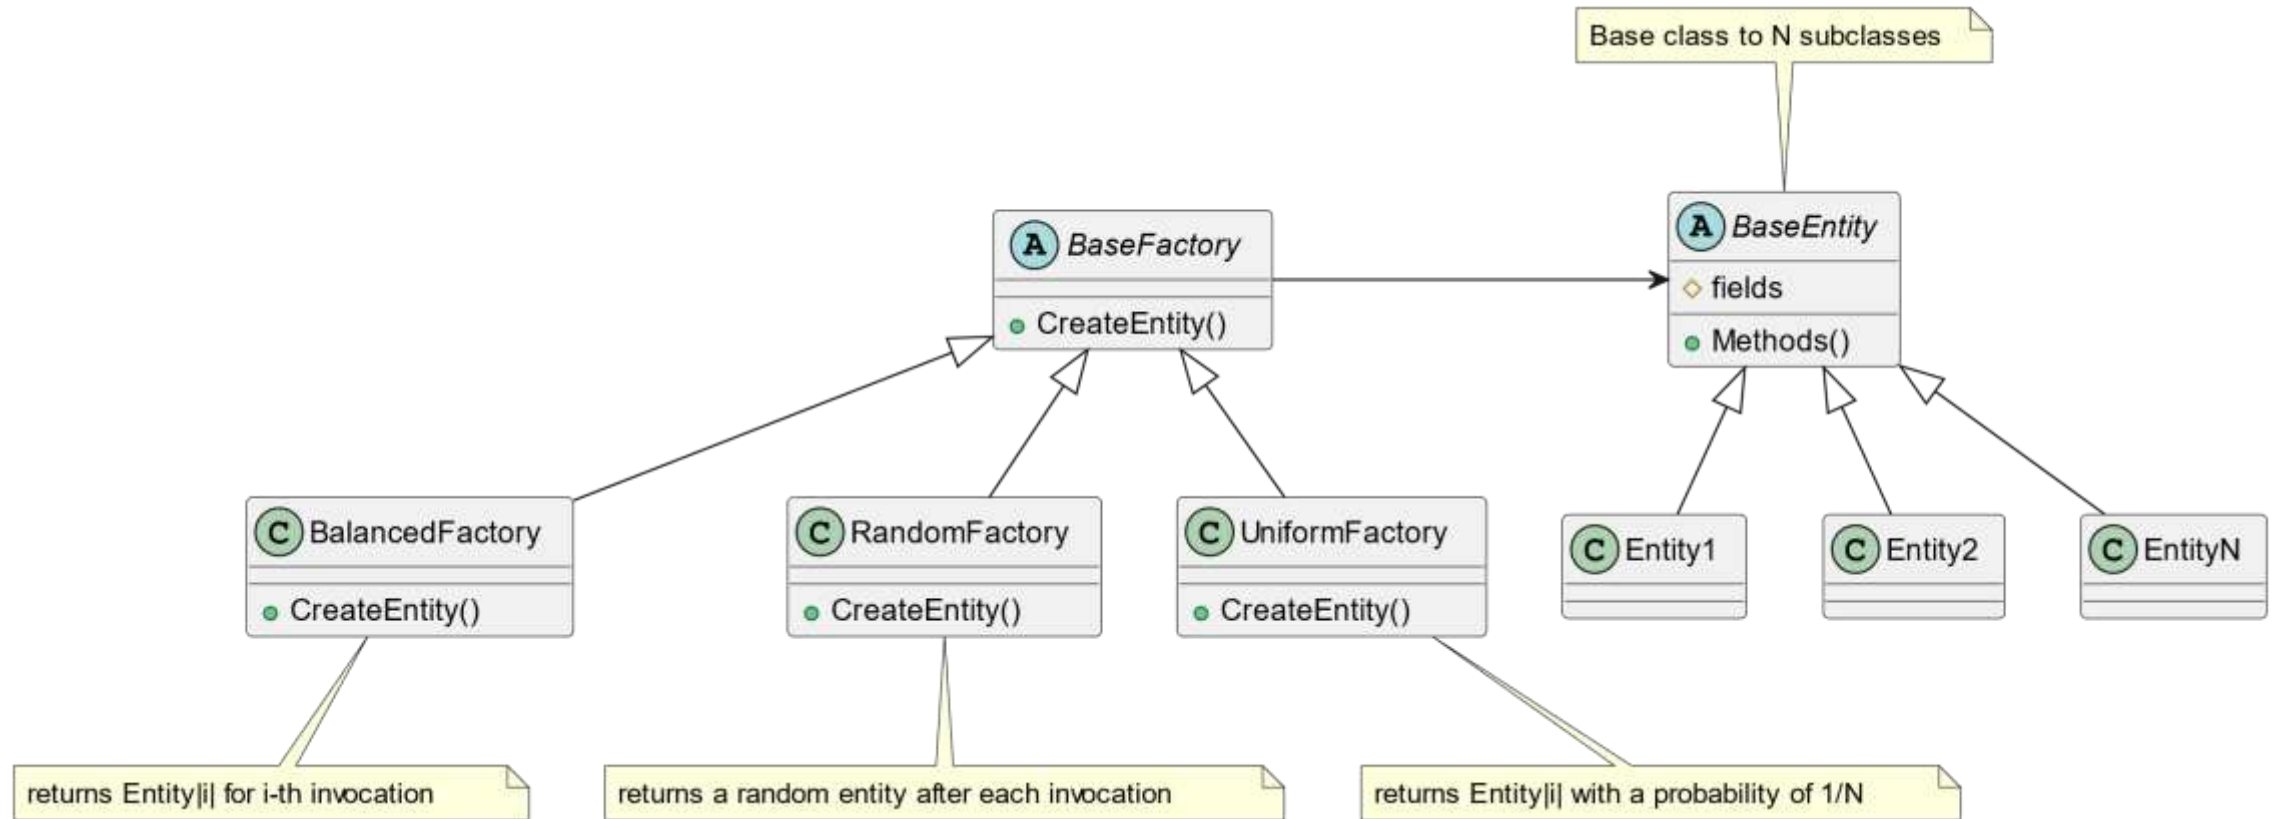 Base class to N subclasses
A BaseFactory
CreateEntity()
A BaseEntity
fields
Methods()
C BalancedFactory
CreateEntity()
C RandomFactory
CreateEntity()
C UniformFactory
CreateEntity()
C Entity1
C Entity2
C EntityN
returns Entity|i| for i-th invocation
returns a random entity after each invocation
returns Entity|i| with a probability of 1/N